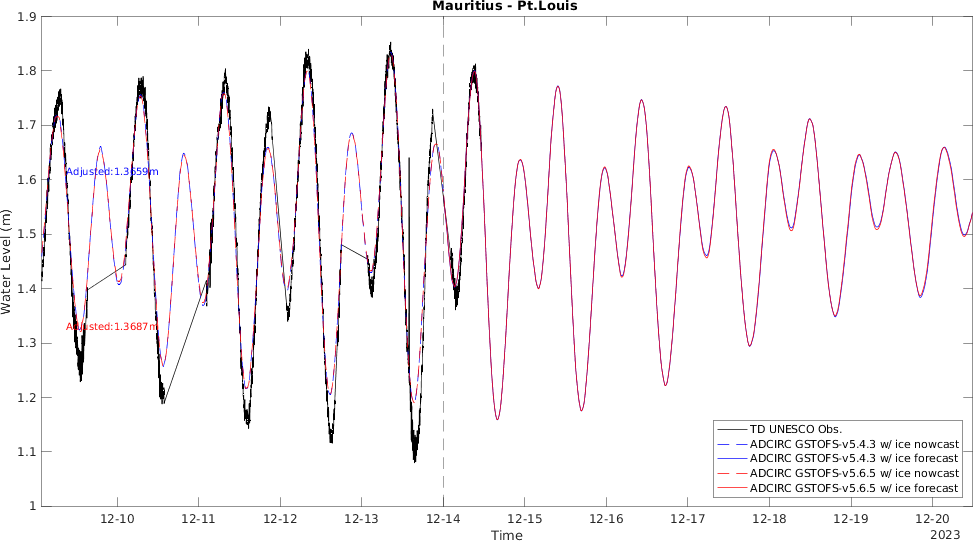 Mauritius - Pt.Louis
1.9
1.8
1.7
1.6
1.5
1.4
1.3
1.2
1.1
1
Water Level (m)
Adjusted:1.3659m
Adjusted:1.3687m
TD UNESCO Obs.
ADCIRC GSTOFS-v5.4.3 w/ ice nowcast
ADCIRC GSTOFS-v5.4.3 w/ ice forecast
ADCIRC GSTOFS-v5.6.5 w/ ice nowcast
ADCIRC GSTOFS-v5.6.5 w/ ice forecast
12-10 12-11 12-12 12-13 12-14 12-15 12-16 12-17 12-18 12-19 12-20
Time 2023